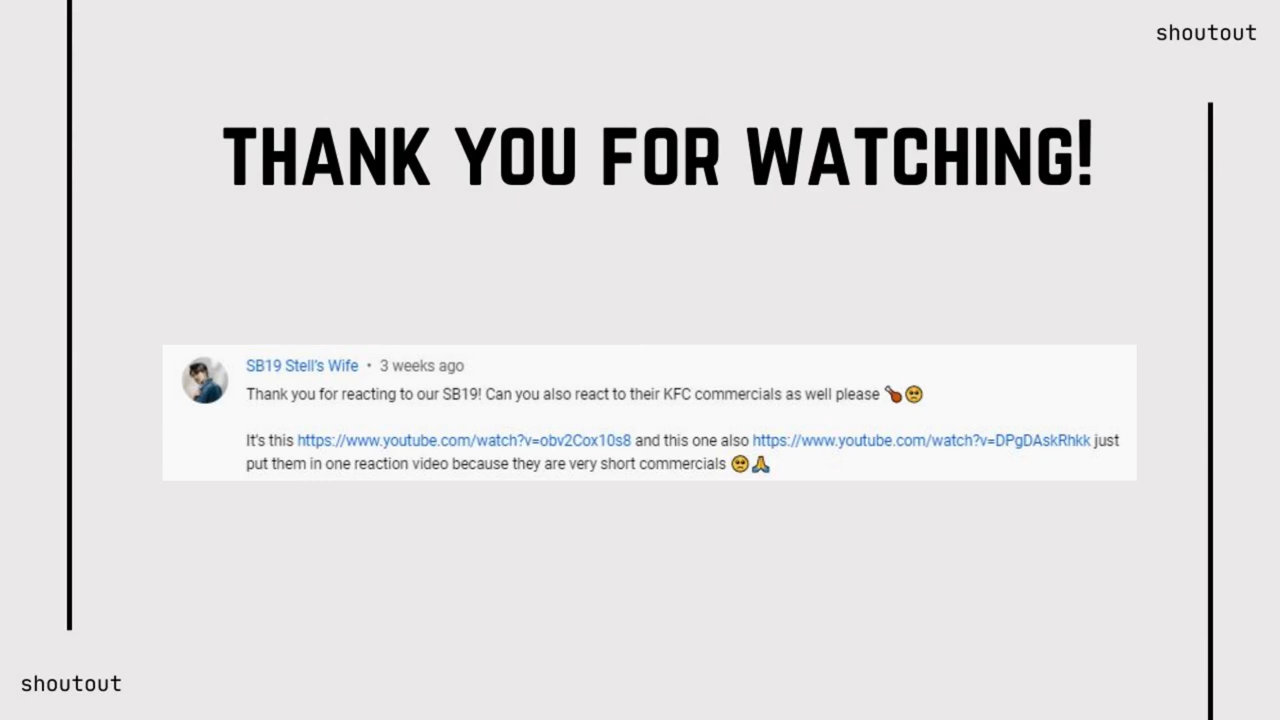 shoutout
THANK YOU FOR WATCHING!
SB19 Stell's Wife • 3 weeks ago
Thank you for reacting to our SB19! Can you also react to their KFC commercials as well please 🍗🥺
It's this https://www.youtube.com/watch?v=obv2Cox10s8 and this one also https://www.youtube.com/watch?v=DPgDAskRhkk just
put them in one reaction video because they are very short commercials 🥺🙏
shoutout